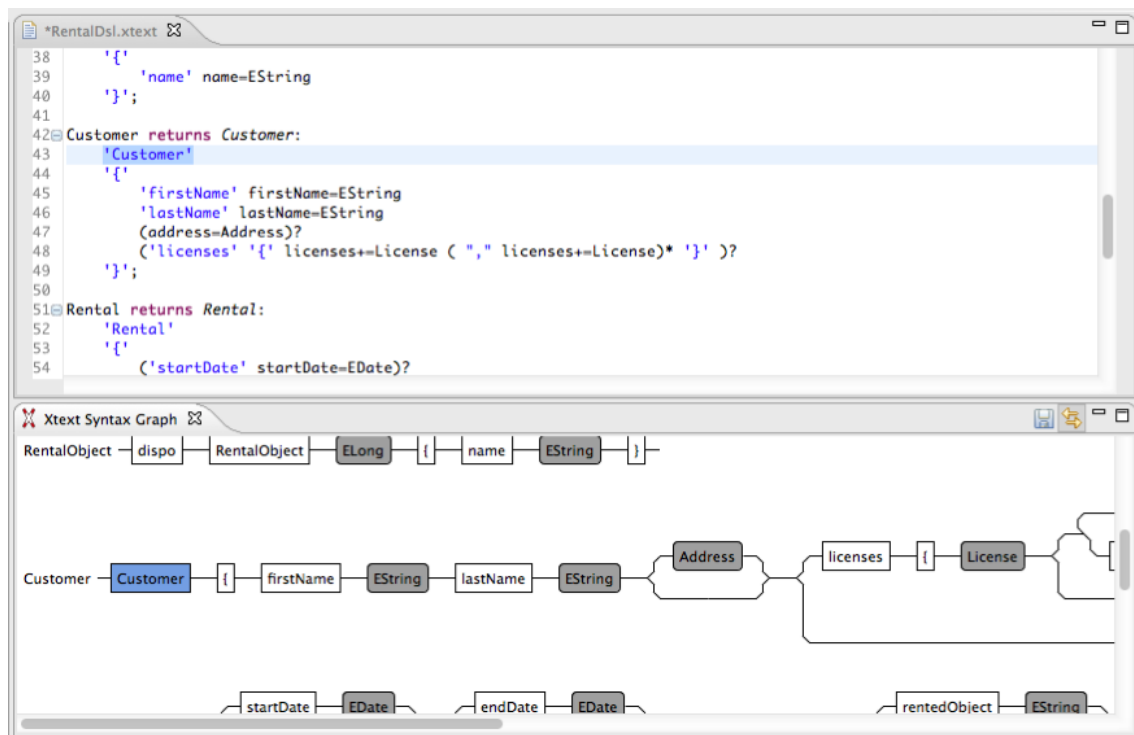 *RentalDsl.xtext
38 '{'
39 'name' name=EString
40 '}';
41
42 Customer returns Customer:
43 'Customer'
44 '{'
45 'firstName' firstName=EString
46 'lastName' lastName=EString
47 (address=Address)?
48 ('licenses' '{' licenses+=License ( "," licenses+=License)* '}' )?
49 '}';
50
51 Rental returns Rental:
52 'Rental'
53 '{'
54 ('startDate' startDate=EDate)?
Xtext Syntax Graph
RentalObject dispo RentalObject ELong { name EString }
Customer Customer { firstName EString lastName EString Address licenses { License
startDate EDate endDate EDate rentedObject EString